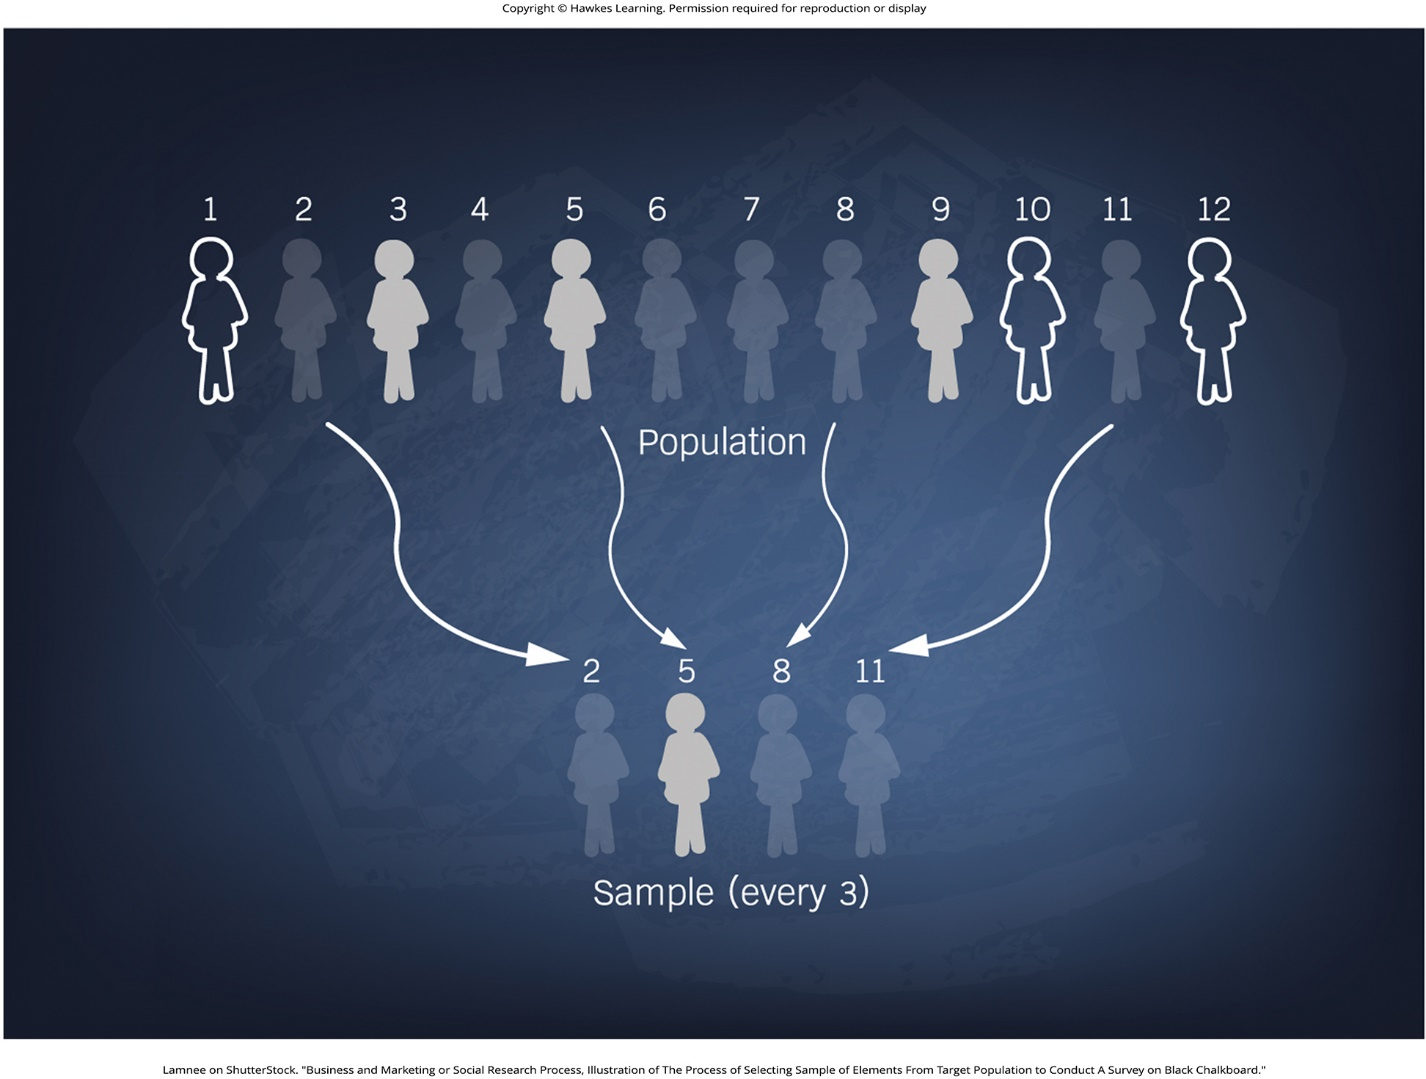 Copyright © Hawkes Learning. Permission required for reproduction or display
1 2 3 4 5 6 7 8 9 10 11 12
Population
2 5 8 11
Sample (every 3)
Lamnee on ShutterStock. "Business and Marketing or Social Research Process, Illustration of The Process of Selecting Sample of Elements From Target Population to Conduct A Survey on Black Chalkboard."